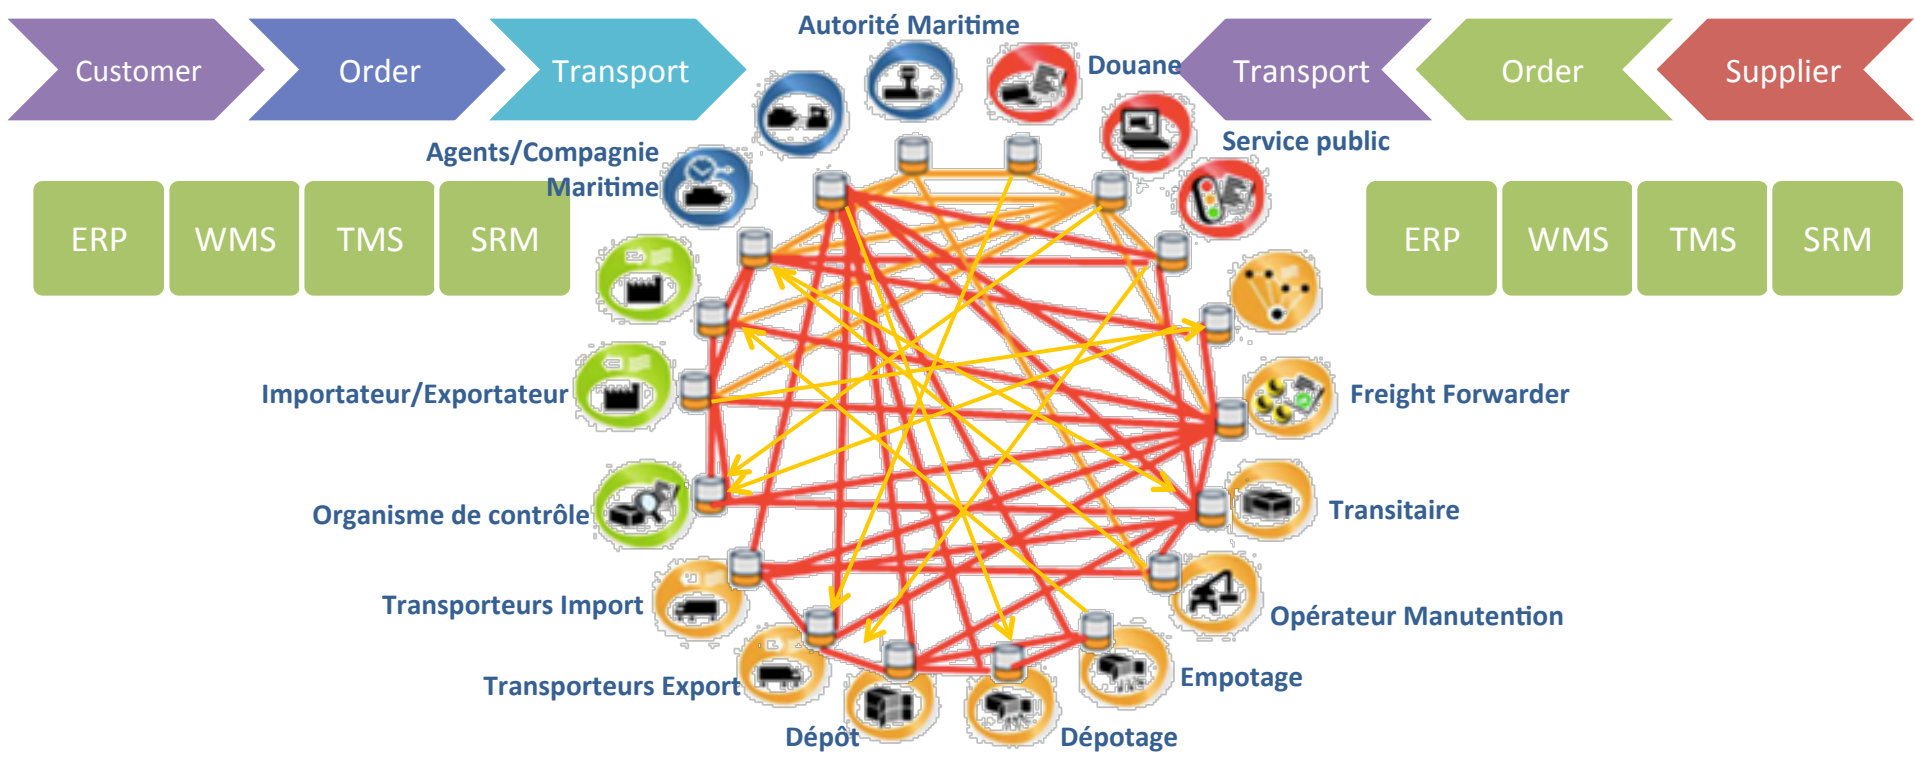 Autorité Maritime
Customer
Order
Transport
Douane
Transport
Order
Supplier
Agents/Compagnie
Maritime
Service public
ERP
WMS
TMS
SRM
ERP
WMS
TMS
SRM
Importateur/Exportateur
Freight Forwarder
Organisme de contrôle
Transitaire
Transporteurs Import
Opérateur Manutention
Transporteurs Export
Empotage
Dépôt
Dépotage